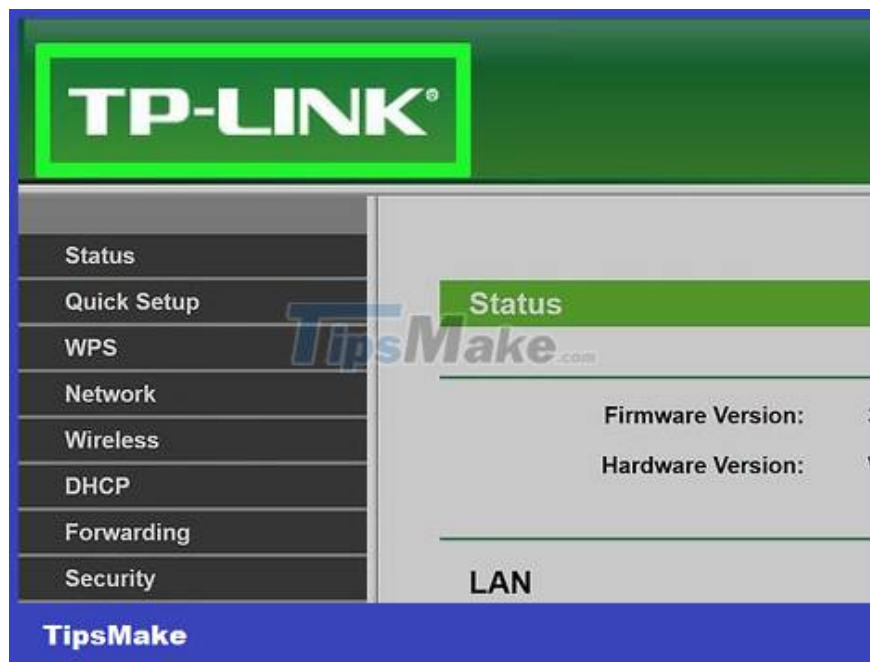 TP-LINK®
Status
Quick Setup
WPS
Network
Wireless
DHCP
Forwarding
Security
Status
TipsMake.com
Firmware Version:
Hardware Version:
LAN
TipsMake